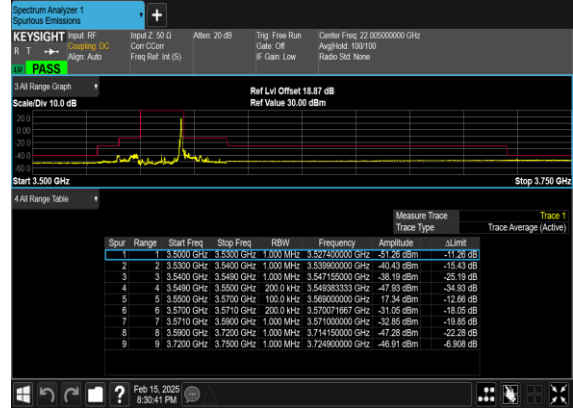 Spectrum Analyzer 1
Spurious Emissions
+
KEYSIGHT Input: RF Input Z: 50 Ω Atten: 20 dB Trig: Free Run Center Freq: 22.005000000 GHz
R T Coupling: DC Corr CCorr Gate: Off Avg|Hold: 100/100
Align: Auto Freq Ref: Int (S) IF Gain: Low Radio Std: None
PASS
3 All Range Graph
Ref Lvl Offset 18.87 dB
Scale/Div 10.0 dB Ref Value 30.00 dBm
20.0
0.00
-20.0
-40.0
-60.0
Start 3.500 GHz Stop 3.750 GHz
4 All Range Table
Measure Trace Trace 1
Trace Type Trace Average (Active)
Spur Range Start Freq Stop Freq RBW Frequency Amplitude ΔLimit
1 1 3.5000 GHz 3.5300 GHz 1.000 MHz 3.527400000 GHz -51.26 dBm -11.26 dB
2 2 3.5300 GHz 3.5400 GHz 1.000 MHz 3.539900000 GHz -40.43 dBm -15.43 dB
3 3 3.5400 GHz 3.5490 GHz 1.000 MHz 3.547155000 GHz -38.19 dBm -25.19 dB
4 4 3.5490 GHz 3.5500 GHz 200.0 kHz 3.549383333 GHz -47.93 dBm -34.93 dB
5 5 3.5500 GHz 3.5700 GHz 100.0 kHz 3.569000000 GHz 17.34 dBm -12.66 dB
6 6 3.5700 GHz 3.5710 GHz 200.0 kHz 3.570071667 GHz -31.05 dBm -18.05 dB
7 7 3.5710 GHz 3.5900 GHz 1.000 MHz 3.571000000 GHz -32.85 dBm -19.85 dB
8 8 3.5900 GHz 3.7200 GHz 1.000 MHz 3.714150000 GHz -47.28 dBm -22.28 dB
9 9 3.7200 GHz 3.7500 GHz 1.000 MHz 3.724900000 GHz -46.91 dBm -6.908 dB
? Feb 15, 2025
8:30:41 PM